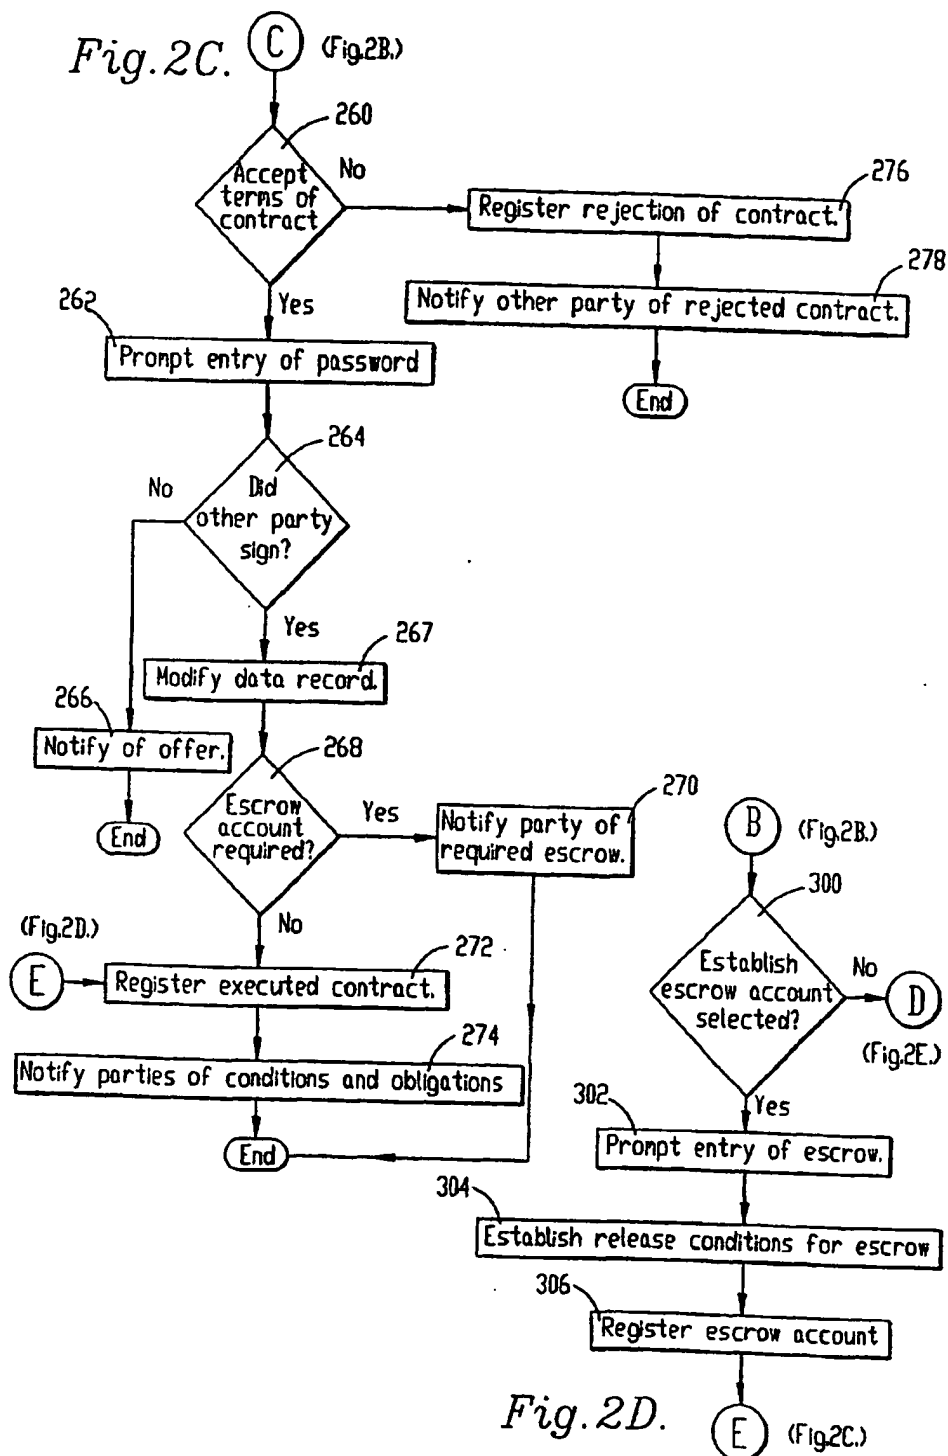 Fig.2C.
C
(Fig.2B.)
260
Accept
terms of
contract
No
276
Register rejection of contract.
278
Notify other party of rejected contract.
End
Yes
262
Prompt entry of password
264
Did
other party
sign?
No
Yes
267
Modify data record.
266
Notify of offer.
End
268
Escrow
account
required?
Yes
270
Notify party of
required escrow.
No
(Fig.2D.)
E
272
Register executed contract.
274
Notify parties of conditions and obligations
End
B
(Fig.2B.)
300
Establish
escrow account
selected?
No
D
(Fig.2E.)
Yes
302
Prompt entry of escrow.
304
Establish release conditions for escrow
306
Register escrow account
Fig.2D.
E
(Fig.2C.)